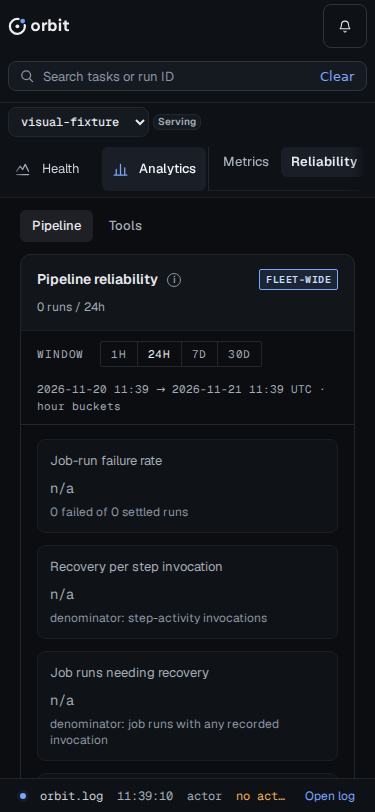 orbit
Search tasks or run ID
Clear
visual-fixture
Serving
Health
Analytics
Metrics
Reliability
Pipeline
Tools
Pipeline reliability
FLEET-WIDE
0 runs / 24h
WINDOW
1H
24H
7D
30D
2026-11-20 11:39 → 2026-11-21 11:39 UTC ·
hour buckets
Job-run failure rate
n/a
0 failed of 0 settled runs
Recovery per step invocation
n/a
denominator: step-activity invocations
Job runs needing recovery
n/a
denominator: job runs with any recorded
invocation
orbit.log
11:39:10
actor
no act…
Open log